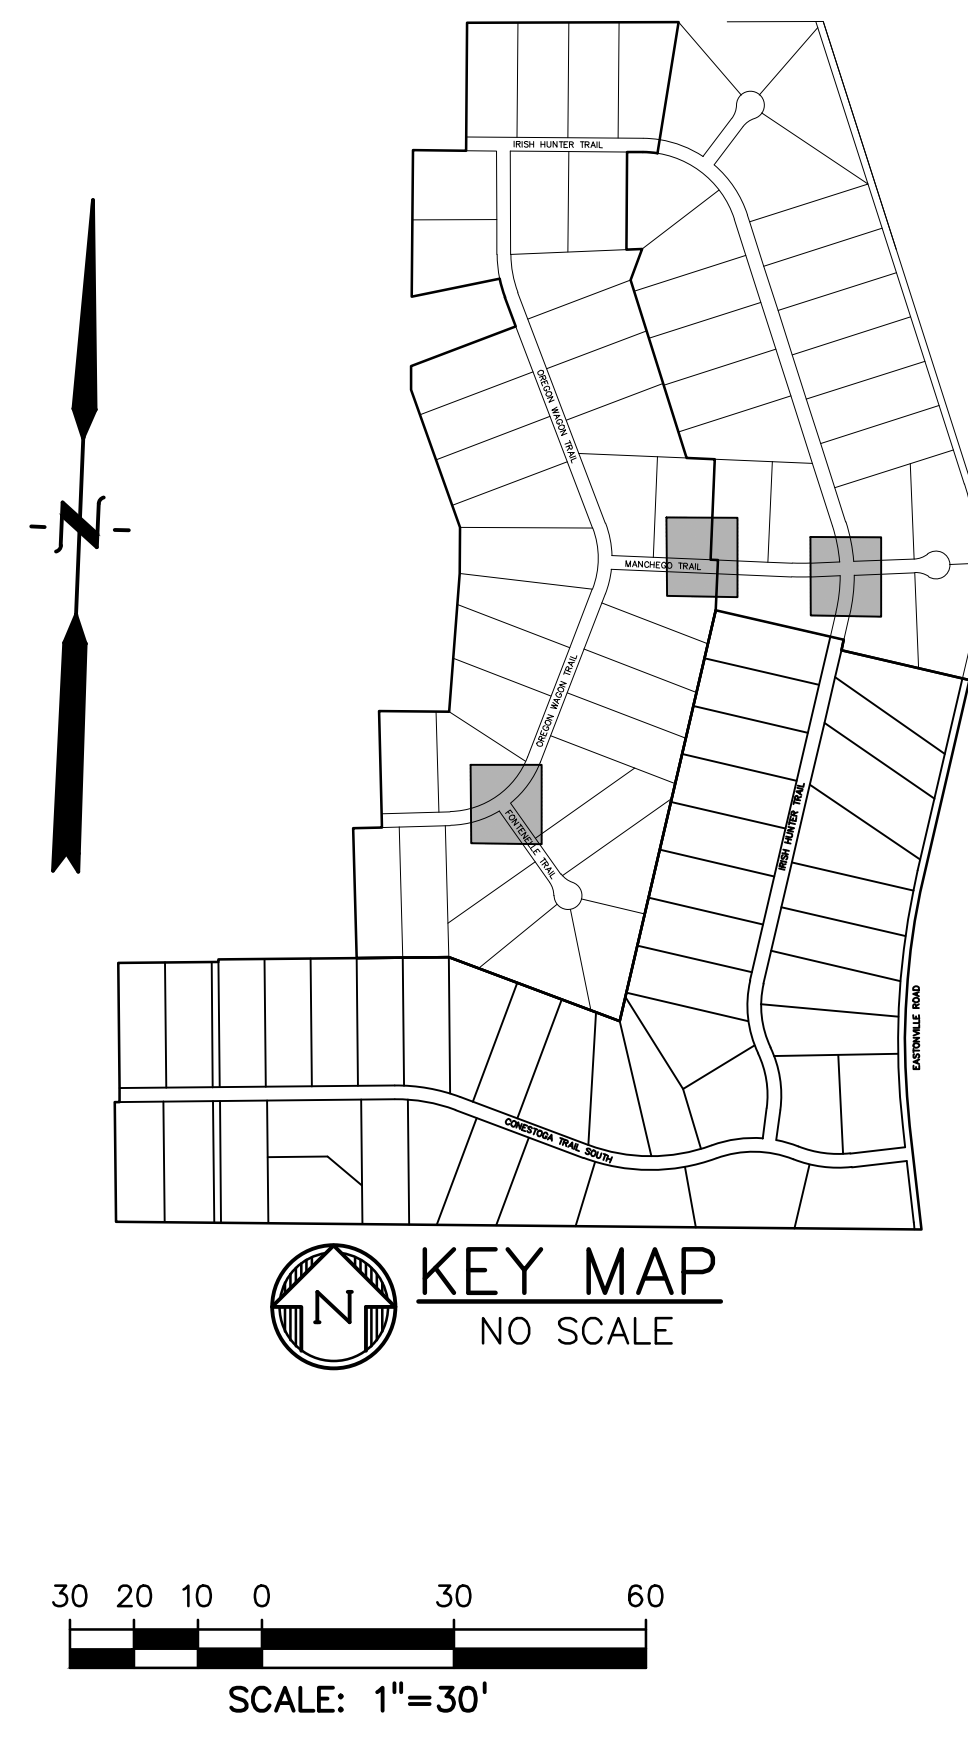 IRISH HUNTER TRAIL
OREGON WAGON TRAIL
N
MANCHEGO TRAIL
OREGON WAGON TRAIL
IRISH HUNTER TRAIL
FONTENELLE TRAIL
EASTONVILLE ROAD
CONESTOGA TRAIL SOUTH
N
KEY MAP
NO SCALE
30 20 10 0 30 60
SCALE: 1"=30'